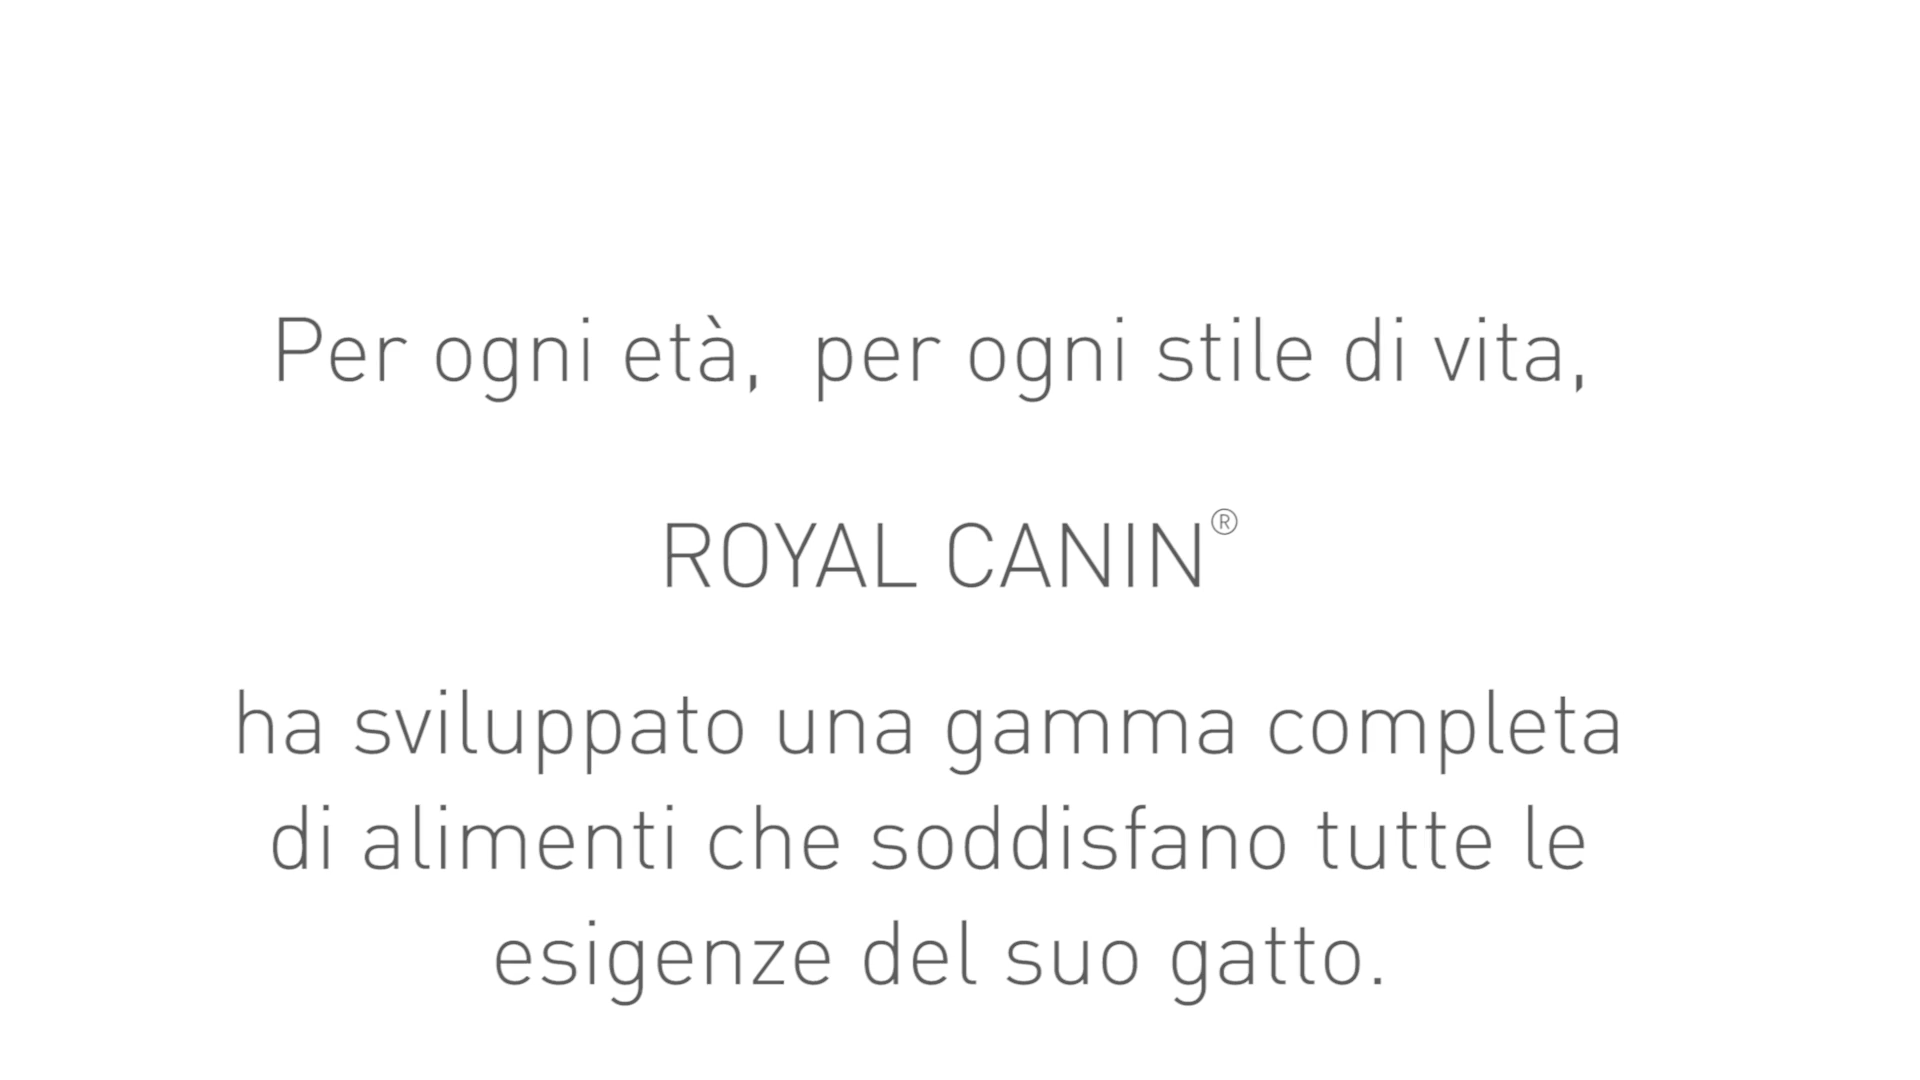 Per ogni età,  per ogni stile di vita,
ROYAL CANIN®
ha sviluppato una gamma completa
di alimenti che soddisfano tutte le
esigenze del suo gatto.